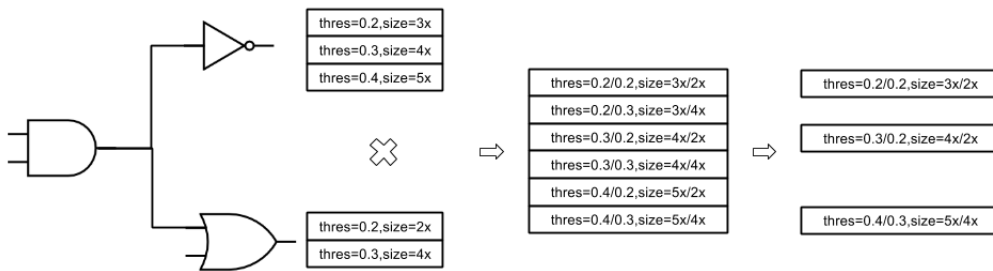 thres=0.2,size=3x
thres=0.3,size=4x
thres=0.4,size=5x
thres=0.2,size=2x
thres=0.3,size=4x
thres=0.2/0.2,size=3x/2x
thres=0.2/0.3,size=3x/4x
thres=0.3/0.2,size=4x/2x
thres=0.3/0.3,size=4x/4x
thres=0.4/0.2,size=5x/2x
thres=0.4/0.3,size=5x/4x
thres=0.2/0.2,size=3x/2x
thres=0.3/0.2,size=4x/2x
thres=0.4/0.3,size=5x/4x